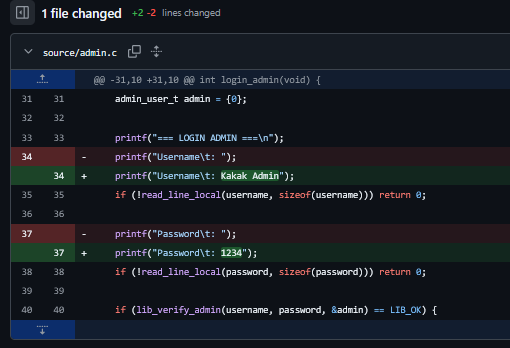 1 file changed +2 -2 lines changed
source/admin.c
@@ -31,10 +31,10 @@ int login_admin(void) {
31 31 admin_user_t admin = {0};
32 32
33 33 printf("=== LOGIN ADMIN ===\n");
34 - printf("Username\t: ");
34 + printf("Username\t: Kakak Admin");
35 35 if (!read_line_local(username, sizeof(username))) return 0;
36 36
37 - printf("Password\t: ");
37 + printf("Password\t: 1234");
38 38 if (!read_line_local(password, sizeof(password))) return 0;
39 39
40 40 if (lib_verify_admin(username, password, &admin) == LIB_OK) {